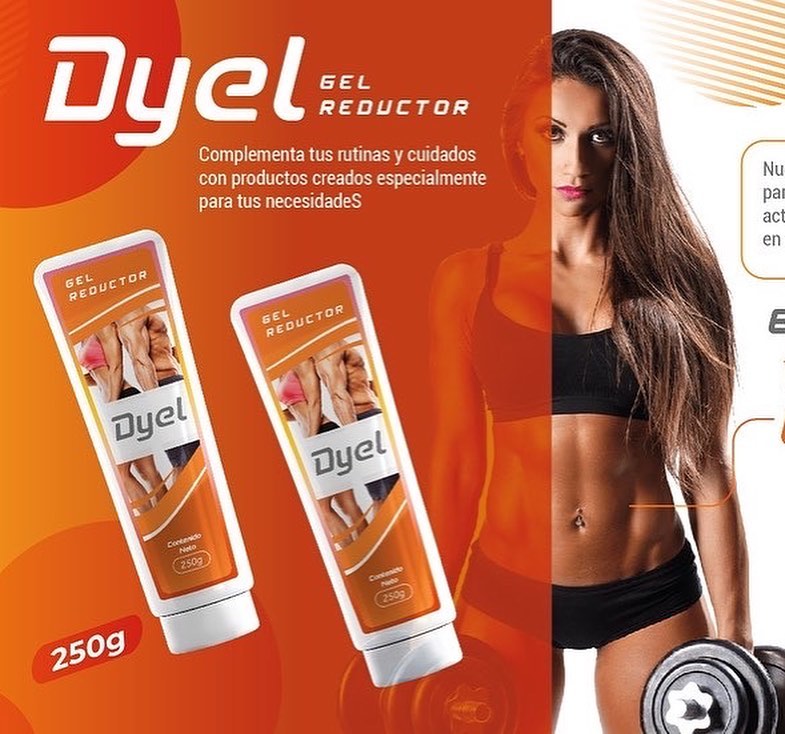 Dyel
GEL
REDUCTOR
Complementa tus rutinas y cuidados
con productos creados especialmente
para tus necesidadeS
GEL
REDUCTOR
Dyel
Contenido
Neto
250g
GEL
REDUCTOR
Dyel
Contenido
Neto
250g
250g